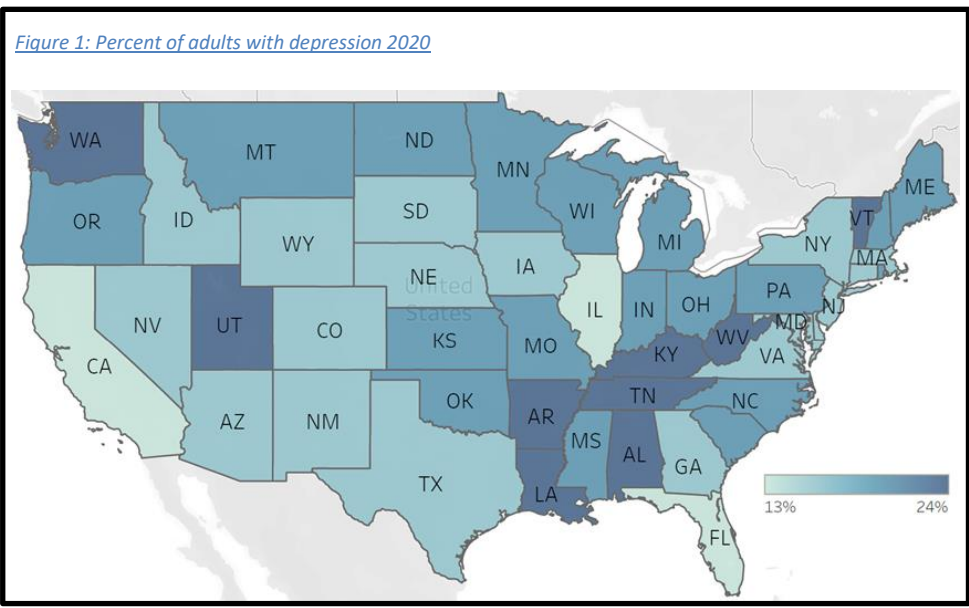 Figure 1: Percent of adults with depression 2020
WA
MT
ND
MN
ME
OR
ID
SD
WI
VT
WY
MI
NY
MA
IA
NE
United
States
PA
NV
UT
CO
IL
IN
OH
NJ
MD
KS
MO
WV
KY
VA
CA
TN
NC
AZ
NM
OK
AR
MS
AL
GA
TX
LA
FL
13%
24%